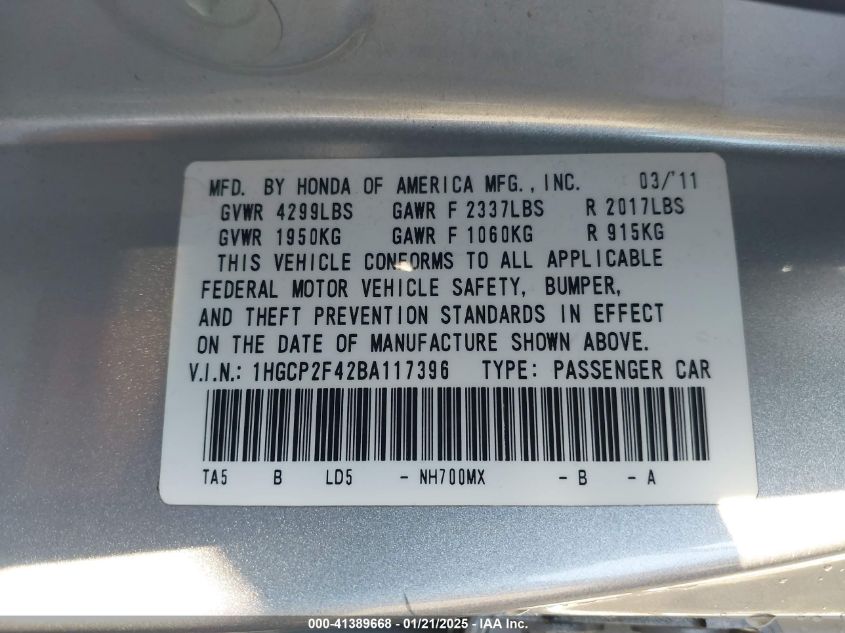 MFD. BY HONDA OF AMERICA MFG., INC. 03/'11
GVWR 4299LBS GAWR F 2337LBS R 2017LBS
GVWR 1950KG GAWR F 1060KG R 915KG
THIS VEHICLE CONFORMS TO ALL APPLICABLE
FEDERAL MOTOR VEHICLE SAFETY, BUMPER,
AND THEFT PREVENTION STANDARDS IN EFFECT
ON THE DATE OF MANUFACTURE SHOWN ABOVE.
V.I.N.: 1HGCP2F42BA117396 TYPE: PASSENGER CAR
TA5 B LD5 - NH700MX - B - A
000-41389668 - 01/21/2025 - IAA Inc.